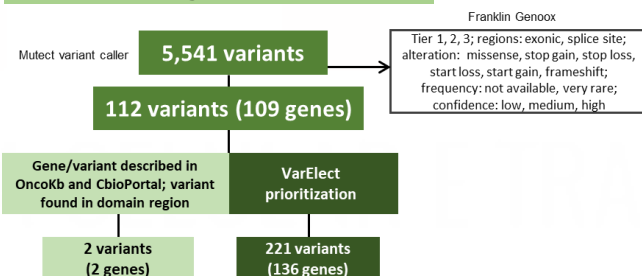 Franklin Genoox
Mutect variant caller
5,541 variants
Tier 1, 2, 3; regions: exonic, splice site;
alteration: missense, stop gain, stop loss,
start loss, start gain, frameshift;
frequency: not available, very rare;
confidence: low, medium, high
112 variants (109 genes)
Gene/variant described in
OncoKb and CbioPortal; variant
found in domain region
VarElect
prioritization
2 variants
(2 genes)
221 variants
(136 genes)